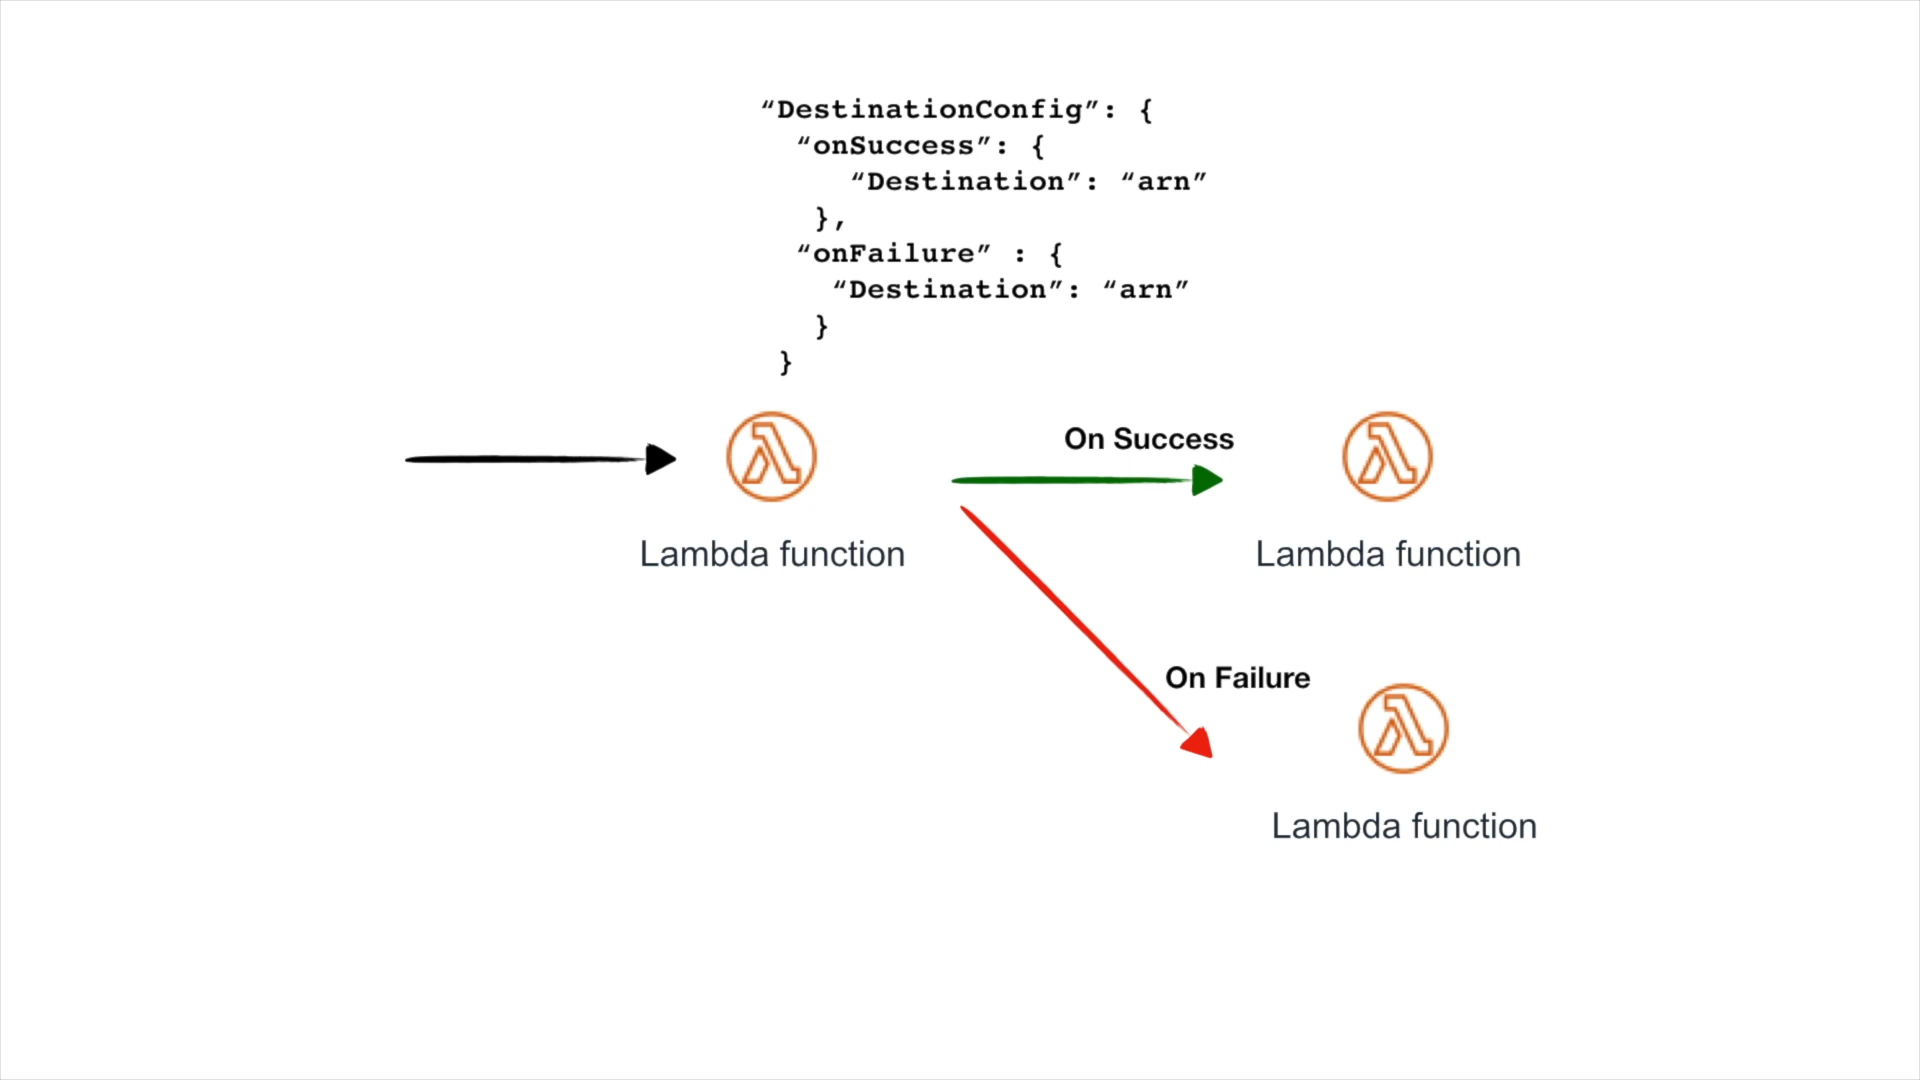 “DestinationConfig”: {
“onSuccess”: {
“Destination”: “arn”
},
“onFailure” : {
“Destination”: “arn”
}
}
On Success
Lambda function
Lambda function
On Failure
Lambda function